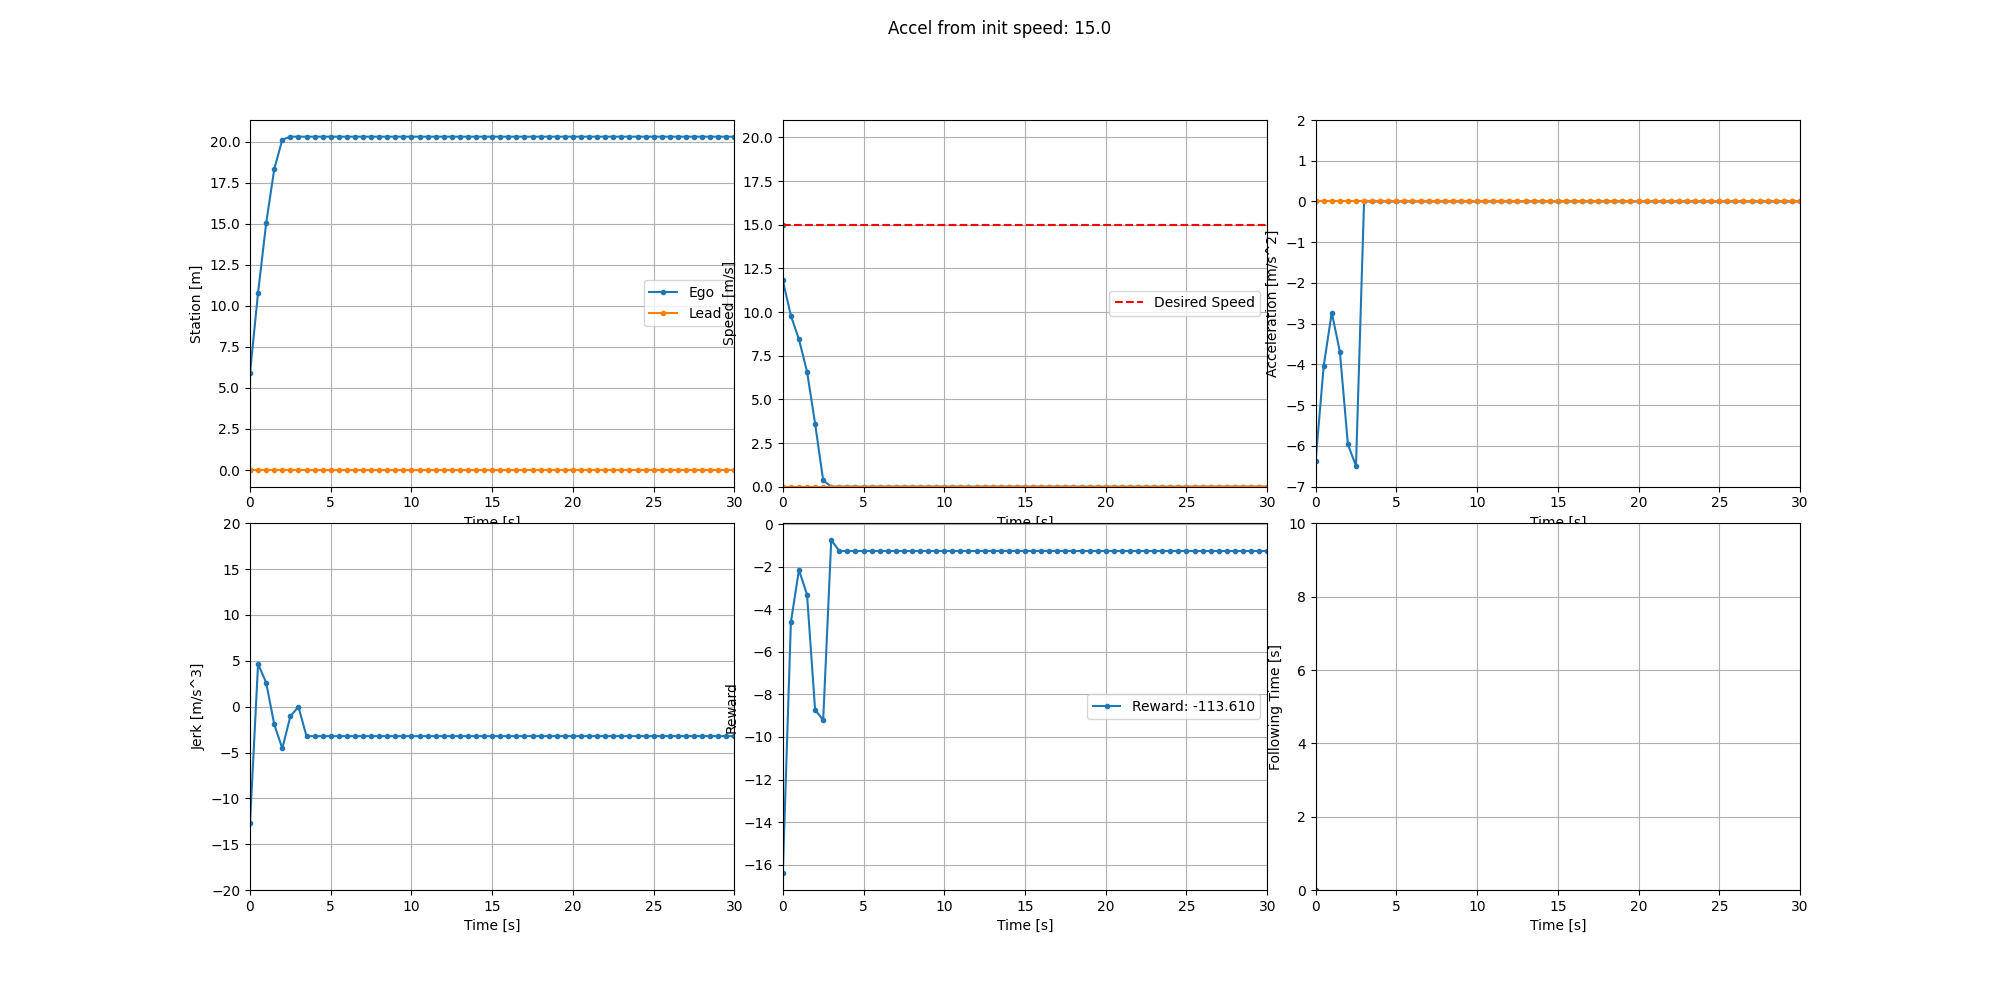 Accel from init speed: 15.0
20.0
17.5
15.0
12.5
10.0
7.5
5.0
2.5
0.0
Station [m]
Ego
Lead
0 5 10 15 20 25 30
Time [s]
20.0
17.5
15.0
12.5
10.0
7.5
5.0
2.5
0.0
Speed [m/s]
Desired Speed
0 5 10 15 20 25 30
Time [s]
2
1
0
−1
−2
−3
−4
−5
−6
−7
Acceleration [m/s^2]
0 5 10 15 20 25 30
Time [s]
20
15
10
5
0
−5
−10
−15
−20
Jerk [m/s^3]
0 5 10 15 20 25 30
Time [s]
0
−2
−4
−6
−8
−10
−12
−14
−16
Reward
Reward: -113.610
0 5 10 15 20 25 30
Time [s]
10
8
6
4
2
0
Following Time [s]
0 5 10 15 20 25 30
Time [s]